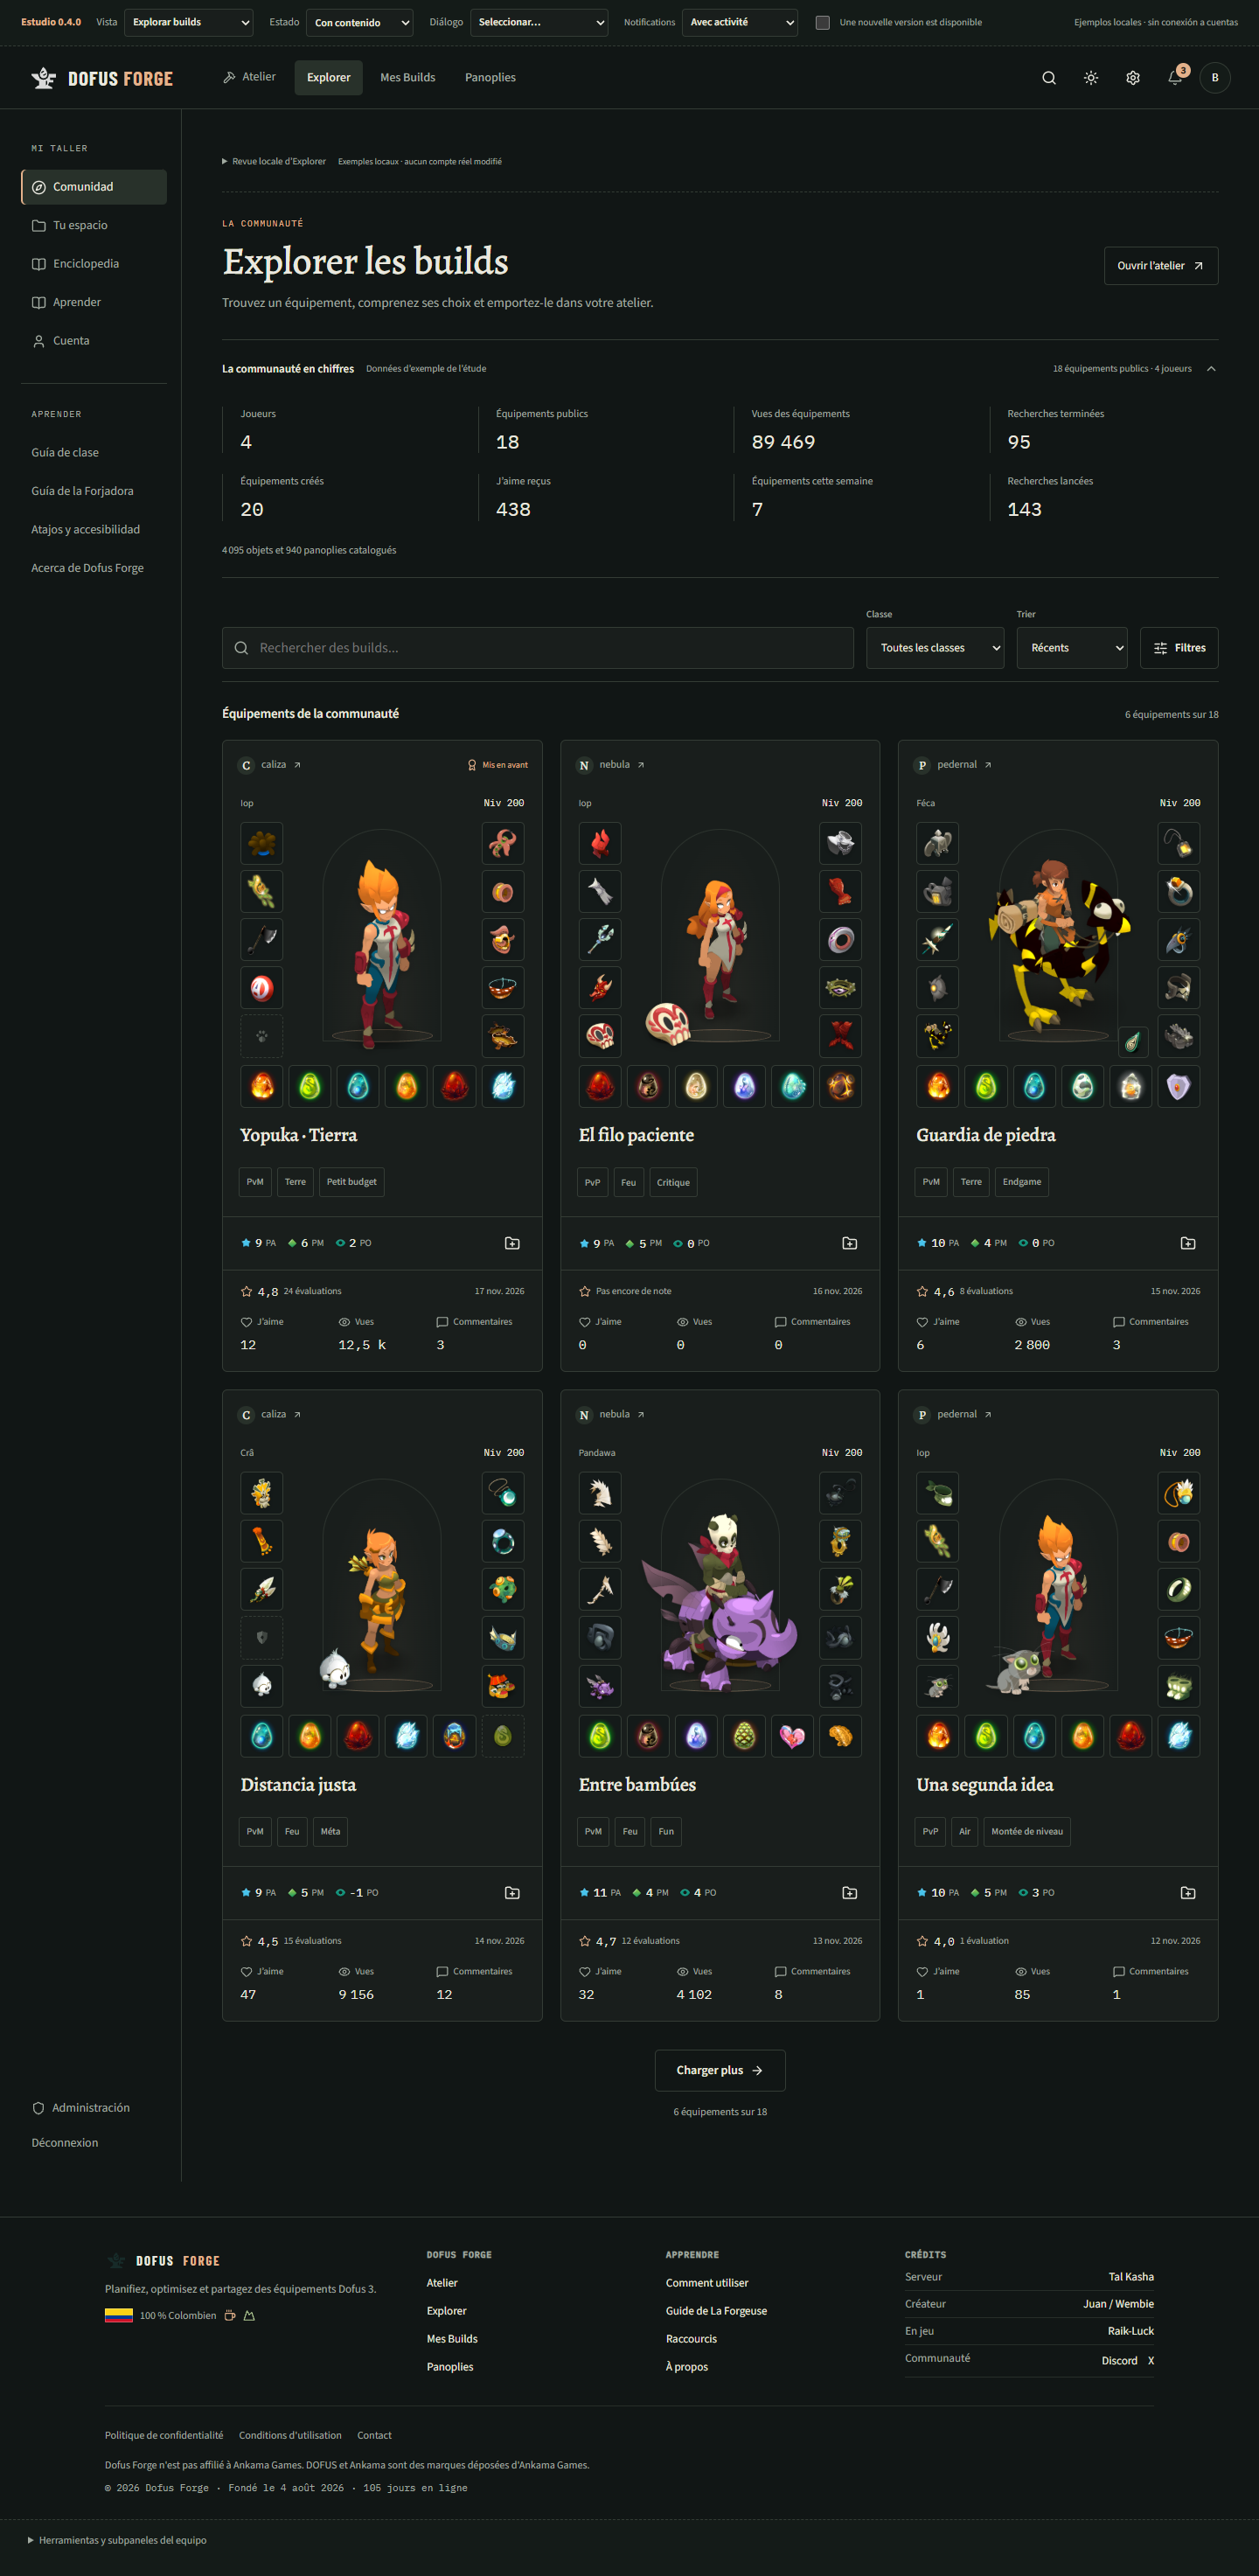 Estudio 0.4.0 Vista Explorar builds Estado Con contenido Diálogo Seleccionar... Notifications Avec activité Une nouvelle version est disponible Ejemplos locales · sin conexión a cuentas
DOFUS FORGE Atelier Explorer Mes Builds Panoplies 3 B
MI TALLER
Comunidad
Tu espacio
Enciclopedia
Aprender
Cuenta
APRENDER
Guía de clase
Guía de la Forjadora
Atajos y accesibilidad
Acerca de Dofus Forge
Administración
Déconnexion
Revue locale d'Explorer Exemples locaux · aucun compte réel modifié
LA COMMUNAUTÉ
Explorer les builds
Trouvez un équipement, comprenez ses choix et emportez-le dans votre atelier.
Ouvrir l'atelier
La communauté en chiffres Données d'exemple de l'étude 18 équipements publics · 4 joueurs
Joueurs Équipements publics Vues des équipements Recherches terminées
4 18 89 469 95
Équipements créés J'aime reçus Équipements cette semaine Recherches lancées
20 438 7 143
4 095 objets et 940 panoplies catalogués
Classe Trier
Rechercher des builds... Toutes les classes Récents Filtres
Équipements de la communauté 6 équipements sur 18
C caliza Mis en avant
Iop Niv 200
Yopuka · Tierra
PvM Terre Petit budget
9 PA 6 PM 2 PO
4,8 24 évaluations 17 nov. 2026
J'aime Vues Commentaires
12 12,5 k 3
N nebula
Iop Niv 200
El filo paciente
PvP Feu Critique
9 PA 5 PM 0 PO
Pas encore de note 16 nov. 2026
J'aime Vues Commentaires
0 0 0
P pedernal
Féca Niv 200
Guardia de piedra
PvM Terre Endgame
10 PA 4 PM 0 PO
4,6 8 évaluations 15 nov. 2026
J'aime Vues Commentaires
6 2 800 3
C caliza
Crâ Niv 200
Distancia justa
PvM Feu Méta
9 PA 5 PM -1 PO
4,5 15 évaluations 14 nov. 2026
J'aime Vues Commentaires
47 9 156 12
N nebula
Pandawa Niv 200
Entre bambúes
PvM Feu Fun
11 PA 4 PM 4 PO
4,7 12 évaluations 13 nov. 2026
J'aime Vues Commentaires
32 4 102 8
P pedernal
Iop Niv 200
Una segunda idea
PvP Air Montée de niveau
10 PA 5 PM 3 PO
4,0 1 évaluation 12 nov. 2026
J'aime Vues Commentaires
1 85 1
Charger plus
6 équipements sur 18
DOFUS FORGE
Planifiez, optimisez et partagez des équipements Dofus 3.
100 % Colombien
DOFUS FORGE
Atelier
Explorer
Mes Builds
Panoplies
APPRENDRE
Comment utiliser
Guide de La Forgeuse
Raccourcis
À propos
CRÉDITS
Serveur Tal Kasha
Créateur Juan / Wembie
En jeu Raik-Luck
Communauté Discord X
Politique de confidentialité Conditions d'utilisation Contact
Dofus Forge n'est pas affilié à Ankama Games. DOFUS et Ankama sont des marques déposées d'Ankama Games.
© 2026 Dofus Forge · Fondé le 4 août 2026 · 105 jours en ligne
Herramientas y subpaneles del equipo